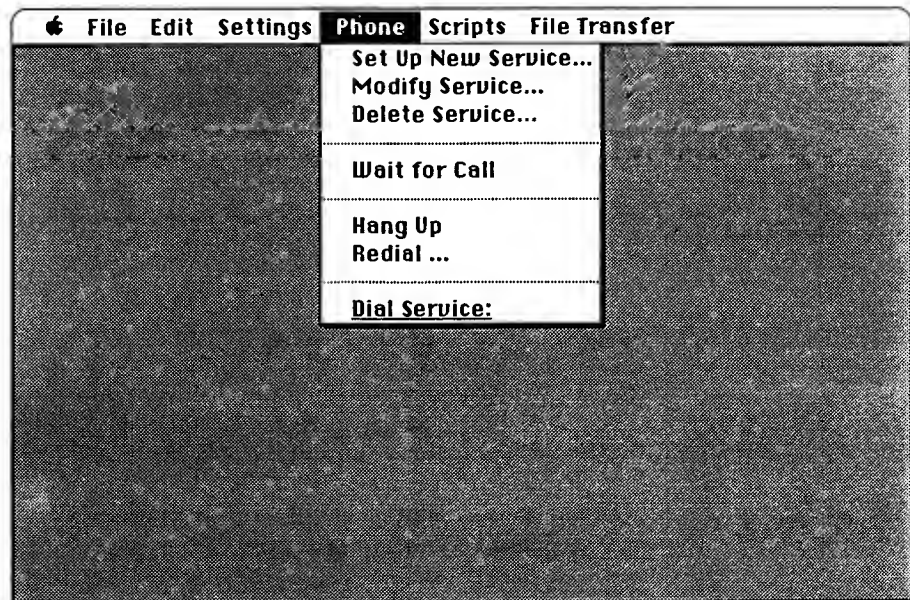 File Edit Settings Phone Scripts File Transfer
Set Up New Service...
Modify Service...
Delete Service...
Wait for Call
Hang Up
Redial ...
Dial Service: